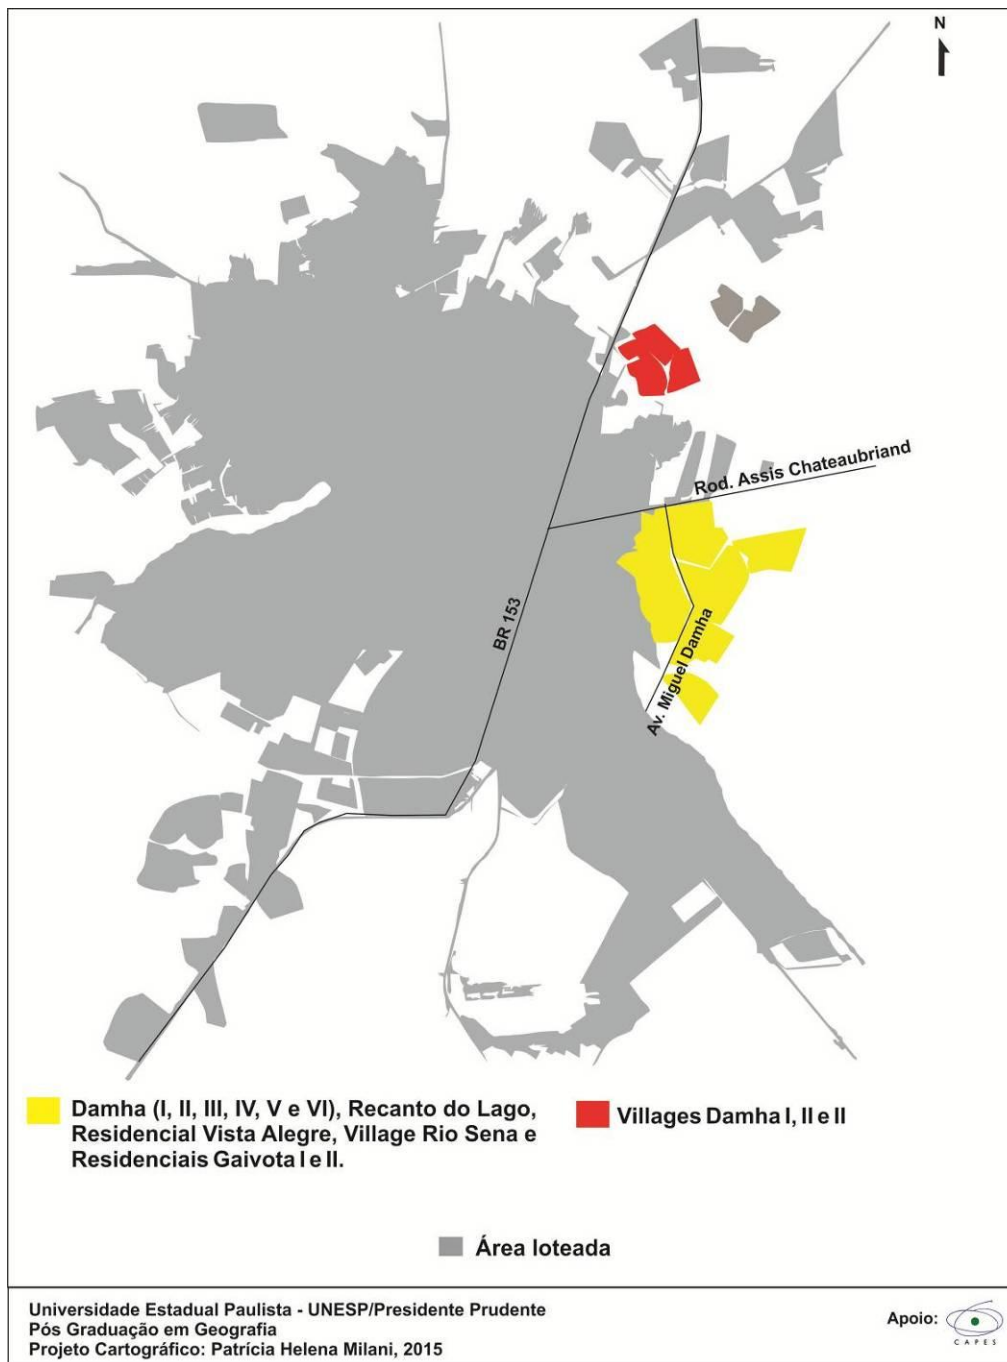 N
Rod. Assis Chateaubriand
BR 153
Av. Miguel Damha
Damha (I, II, III, IV, V e VI), Recanto do Lago,
Residencial Vista Alegre, Village Rio Sena e
Residenciais Gaivota I e II.
Villages Damha I, II e II
Área loteada
Universidade Estadual Paulista - UNESP/Presidente Prudente
Pós Graduação em Geografia
Projeto Cartográfico: Patrícia Helena Milani, 2015
Apoio:
CAPES